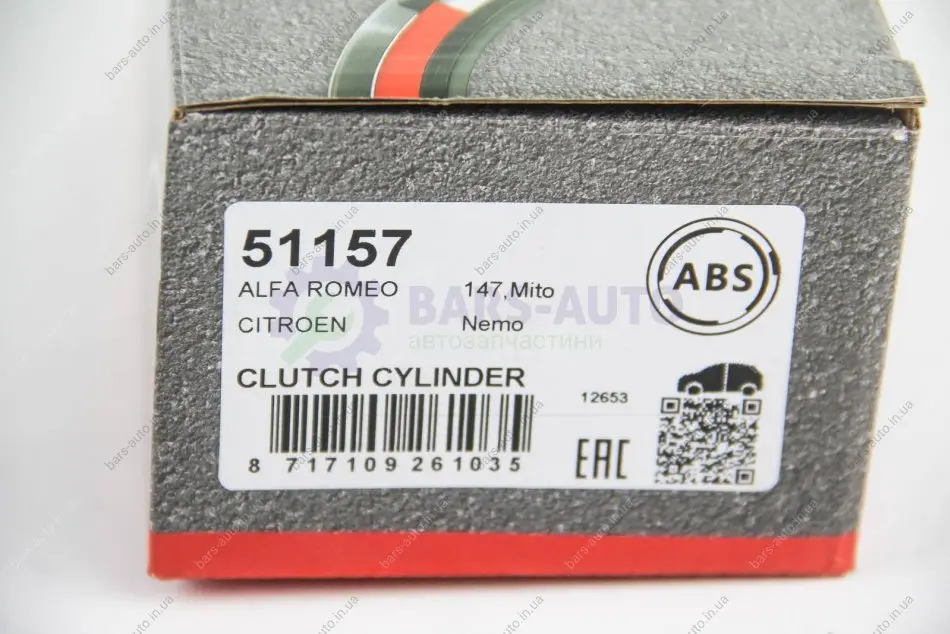 51157
ALFA ROMEO 147,Mito
CITROEN Nemo
ABS
BARS-AUTO
автозапчастини
CLUTCH CYLINDER
12653
8 717109 261035
EAC
bars-auto.in.ua